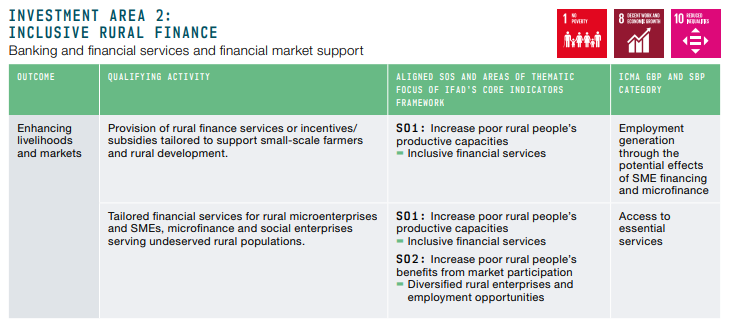 INVESTMENT AREA 2:
INCLUSIVE RURAL FINANCE
Banking and financial services and financial market support
1 NO POVERTY
8 DECENT WORK AND ECONOMIC GROWTH
10 REDUCED INEQUALITIES
OUTCOME
QUALIFYING ACTIVITY
ALIGNED SOS AND AREAS OF THEMATIC
FOCUS OF IFAD'S CORE INDICATORS
FRAMEWORK
ICMA GBP AND SBP
CATEGORY
Enhancing
livelihoods
and markets
Provision of rural finance services or incentives/
subsidies tailored to support small-scale farmers
and rural development.
SO1: Increase poor rural people's
productive capacities
– Inclusive financial services
Employment
generation
through the
potential effects
of SME financing
and microfinance
Tailored financial services for rural microenterprises
and SMEs, microfinance and social enterprises
serving undeserved rural populations.
SO1: Increase poor rural people's
productive capacities
– Inclusive financial services
SO2: Increase poor rural people's
benefits from market participation
– Diversified rural enterprises and
employment opportunities
Access to
essential
services